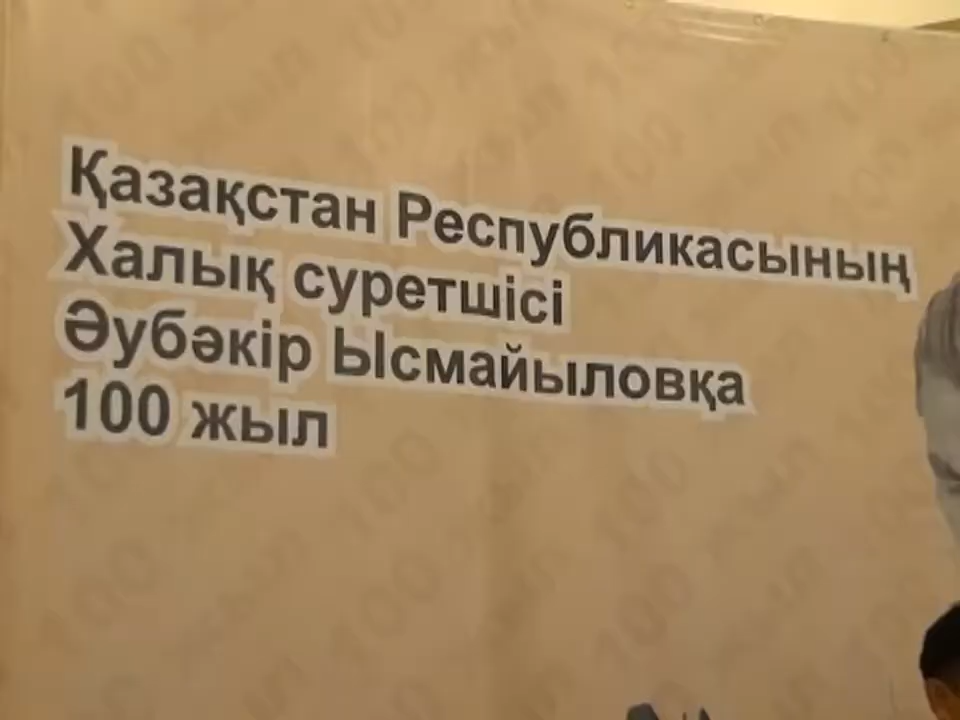 Қазақстан Республикасының
Халық суретшісі
Әубәкір Ысмайыловқа
100 жыл